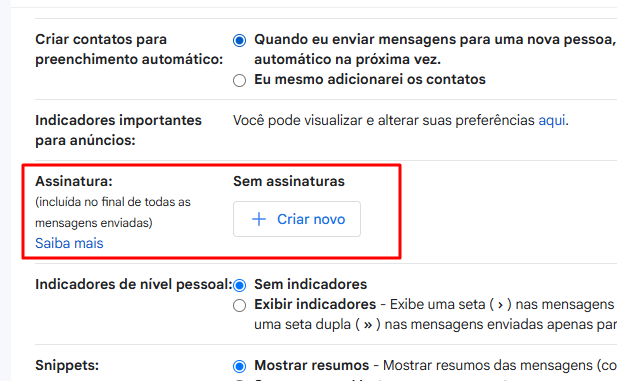 Criar contatos para
preenchimento automático:
Quando eu enviar mensagens para uma nova pessoa,
automático na próxima vez.
Eu mesmo adicionarei os contatos
Indicadores importantes
para anúncios:
Você pode visualizar e alterar suas preferências aqui.
Assinatura:
(incluída no final de todas as
mensagens enviadas)
Saiba mais
Sem assinaturas
+ Criar novo
Indicadores de nível pessoal:
Sem indicadores
Exibir indicadores - Exibe uma seta ( › ) nas mensagens
uma seta dupla ( » ) nas mensagens enviadas apenas par
Snippets:
Mostrar resumos - Mostrar resumos das mensagens (co